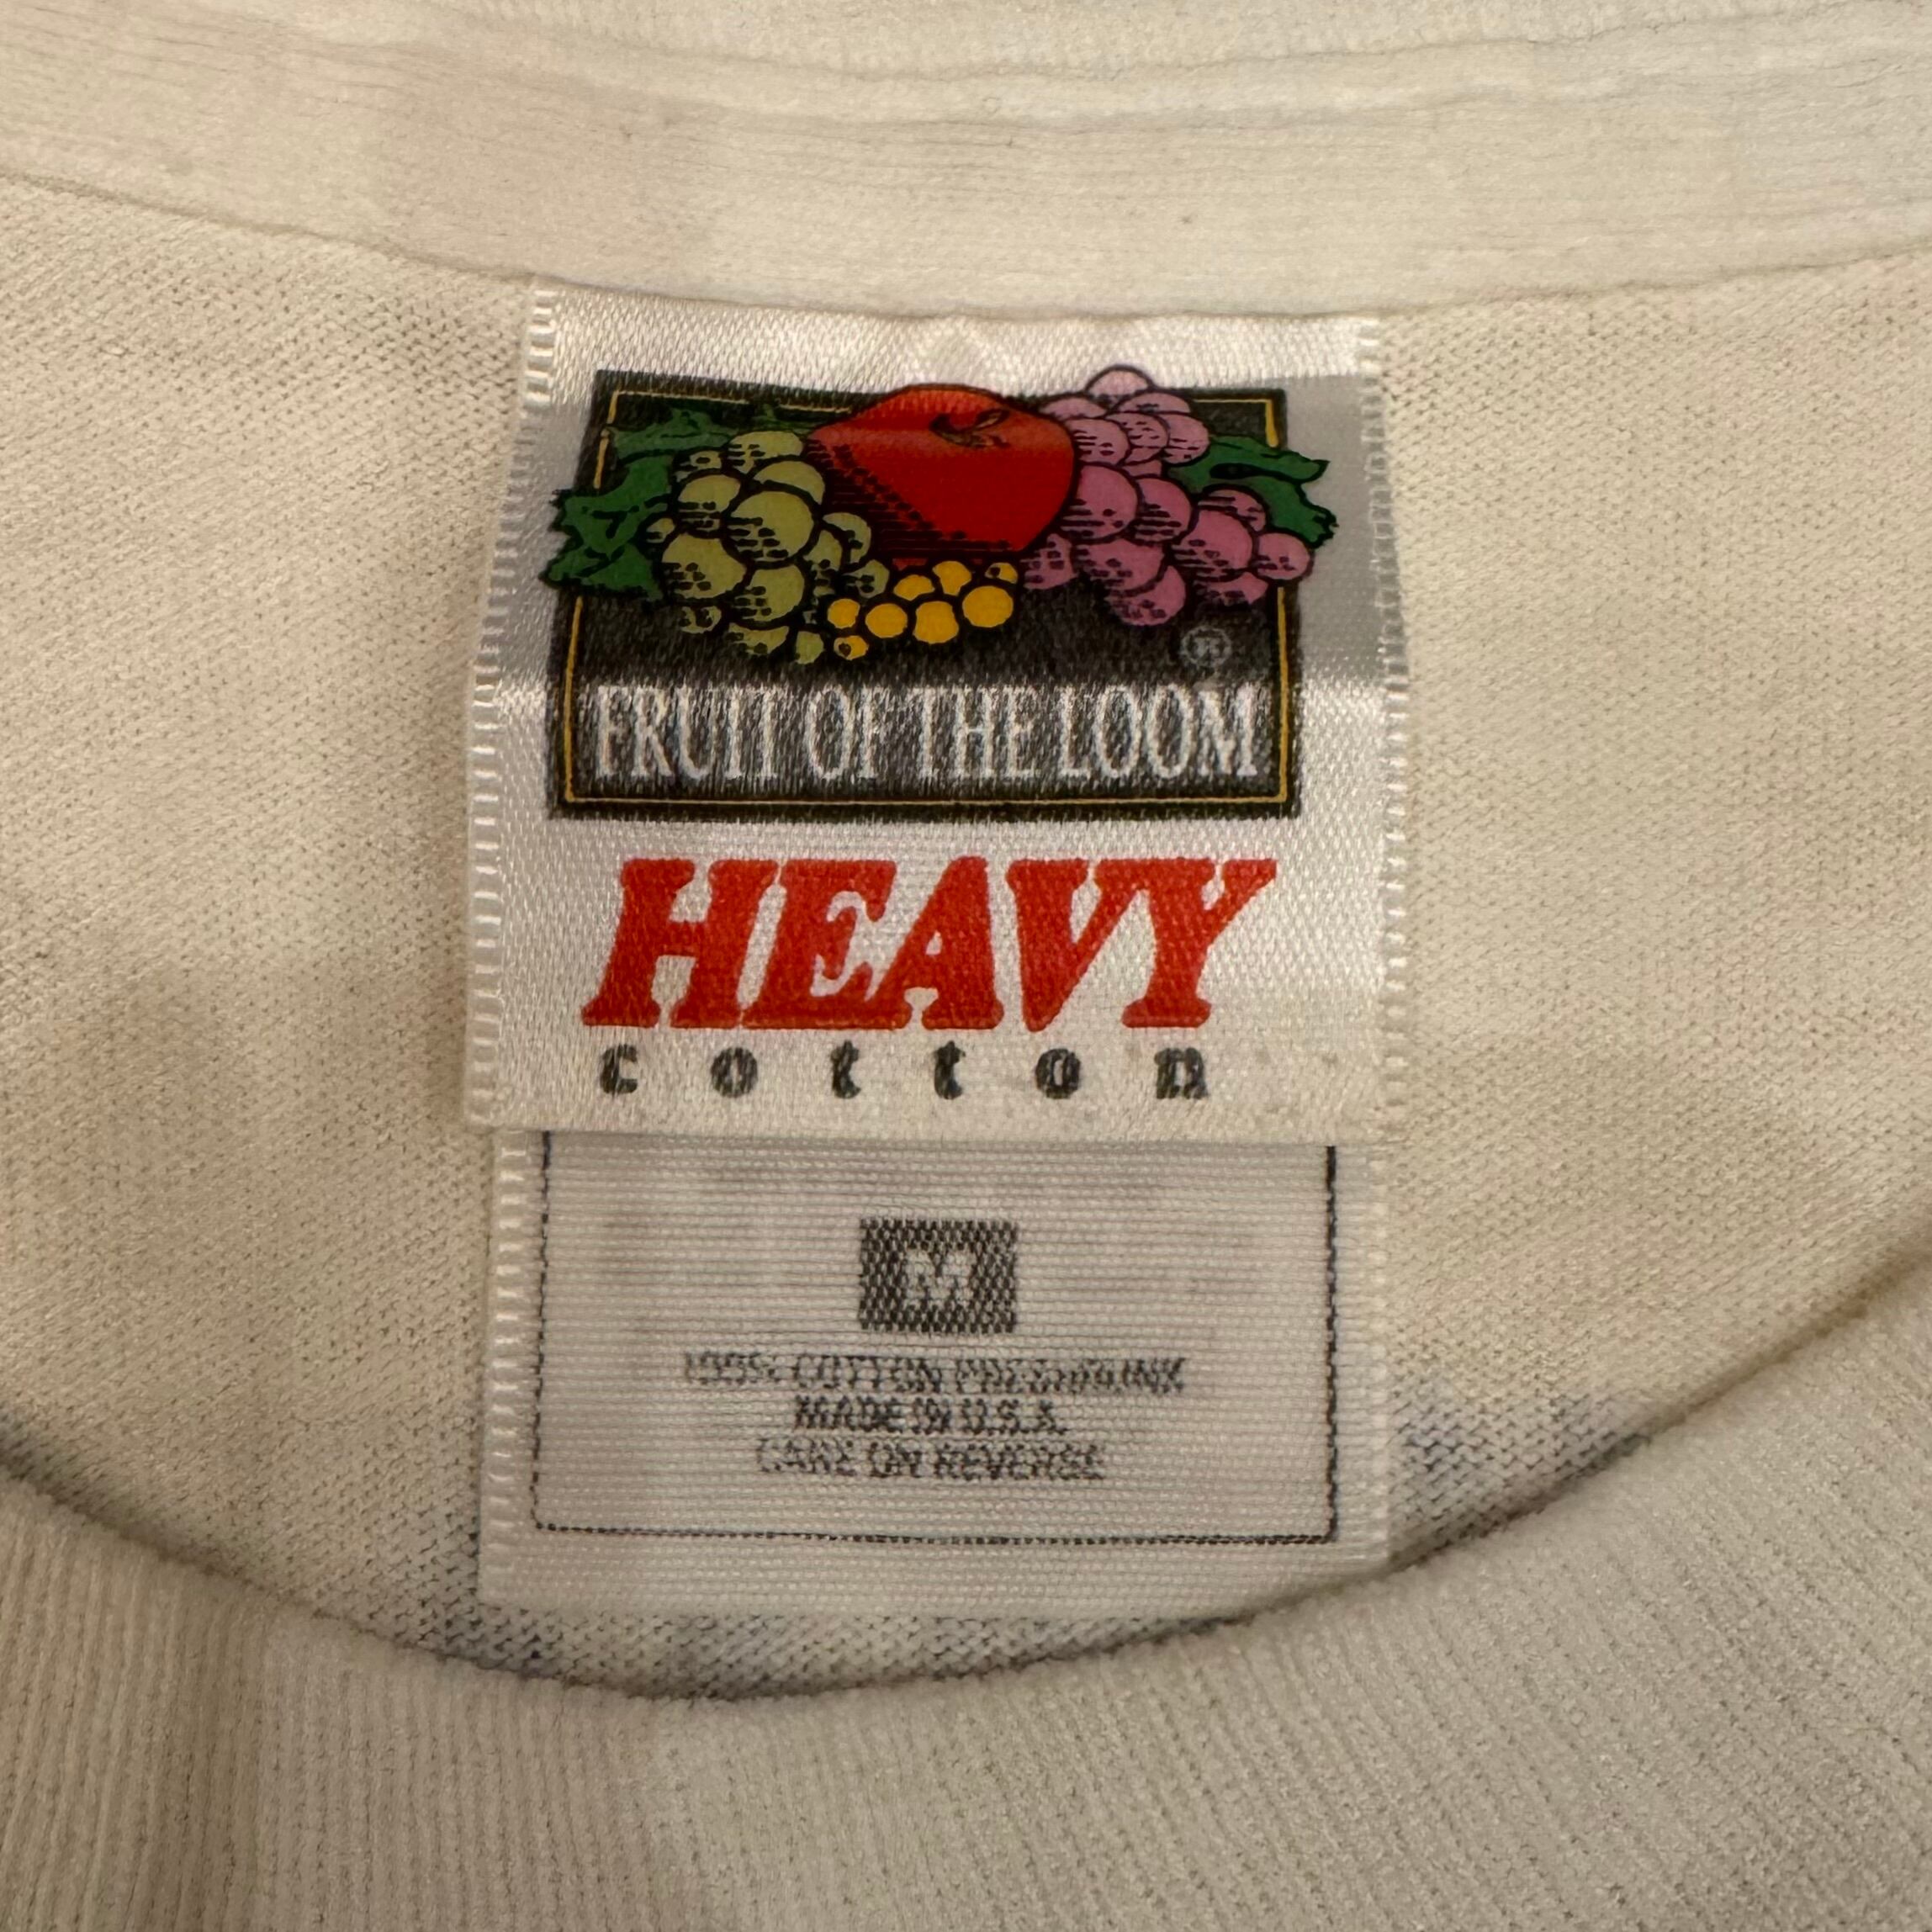 ®
FRUIT OF THE LOOM
HEAVY
cotton
M
100% COTTON PRESHRUNK
MADE IN U.S.A.
CARE ON REVERSE